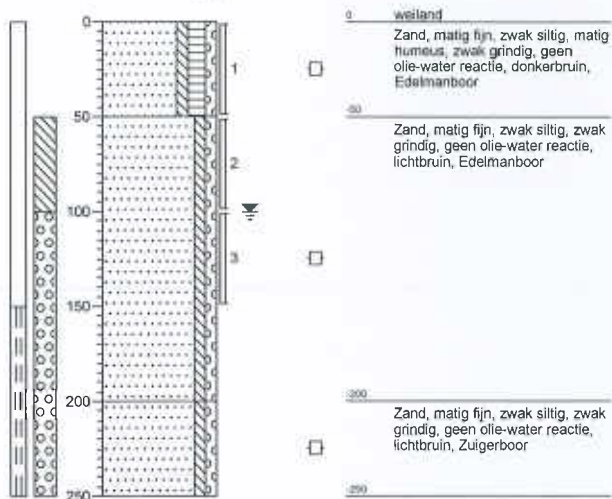 0
0 weiland
Zand, matig fijn, zwak siltig, matig
humeus, zwak grindig, geen
olie-water reactie, donkerbruin,
Edelmanboor
1
50
-50
Zand, matig fijn, zwak siltig, zwak
grindig, geen olie-water reactie,
lichtbruin, Edelmanboor
2
100
3
150
200
-200
Zand, matig fijn, zwak siltig, zwak
grindig, geen olie-water reactie,
lichtbruin, Zuigerboor
250
-250